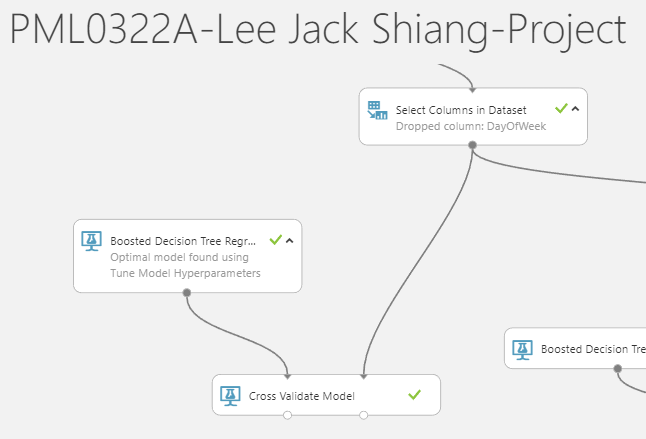 PML0322A-Lee Jack Shiang-Project
Select Columns in Dataset
Dropped column: DayOfWeek
Boosted Decision Tree Regr...
Optimal model found using
Tune Model Hyperparameters
Boosted Decision Tre
Cross Validate Model